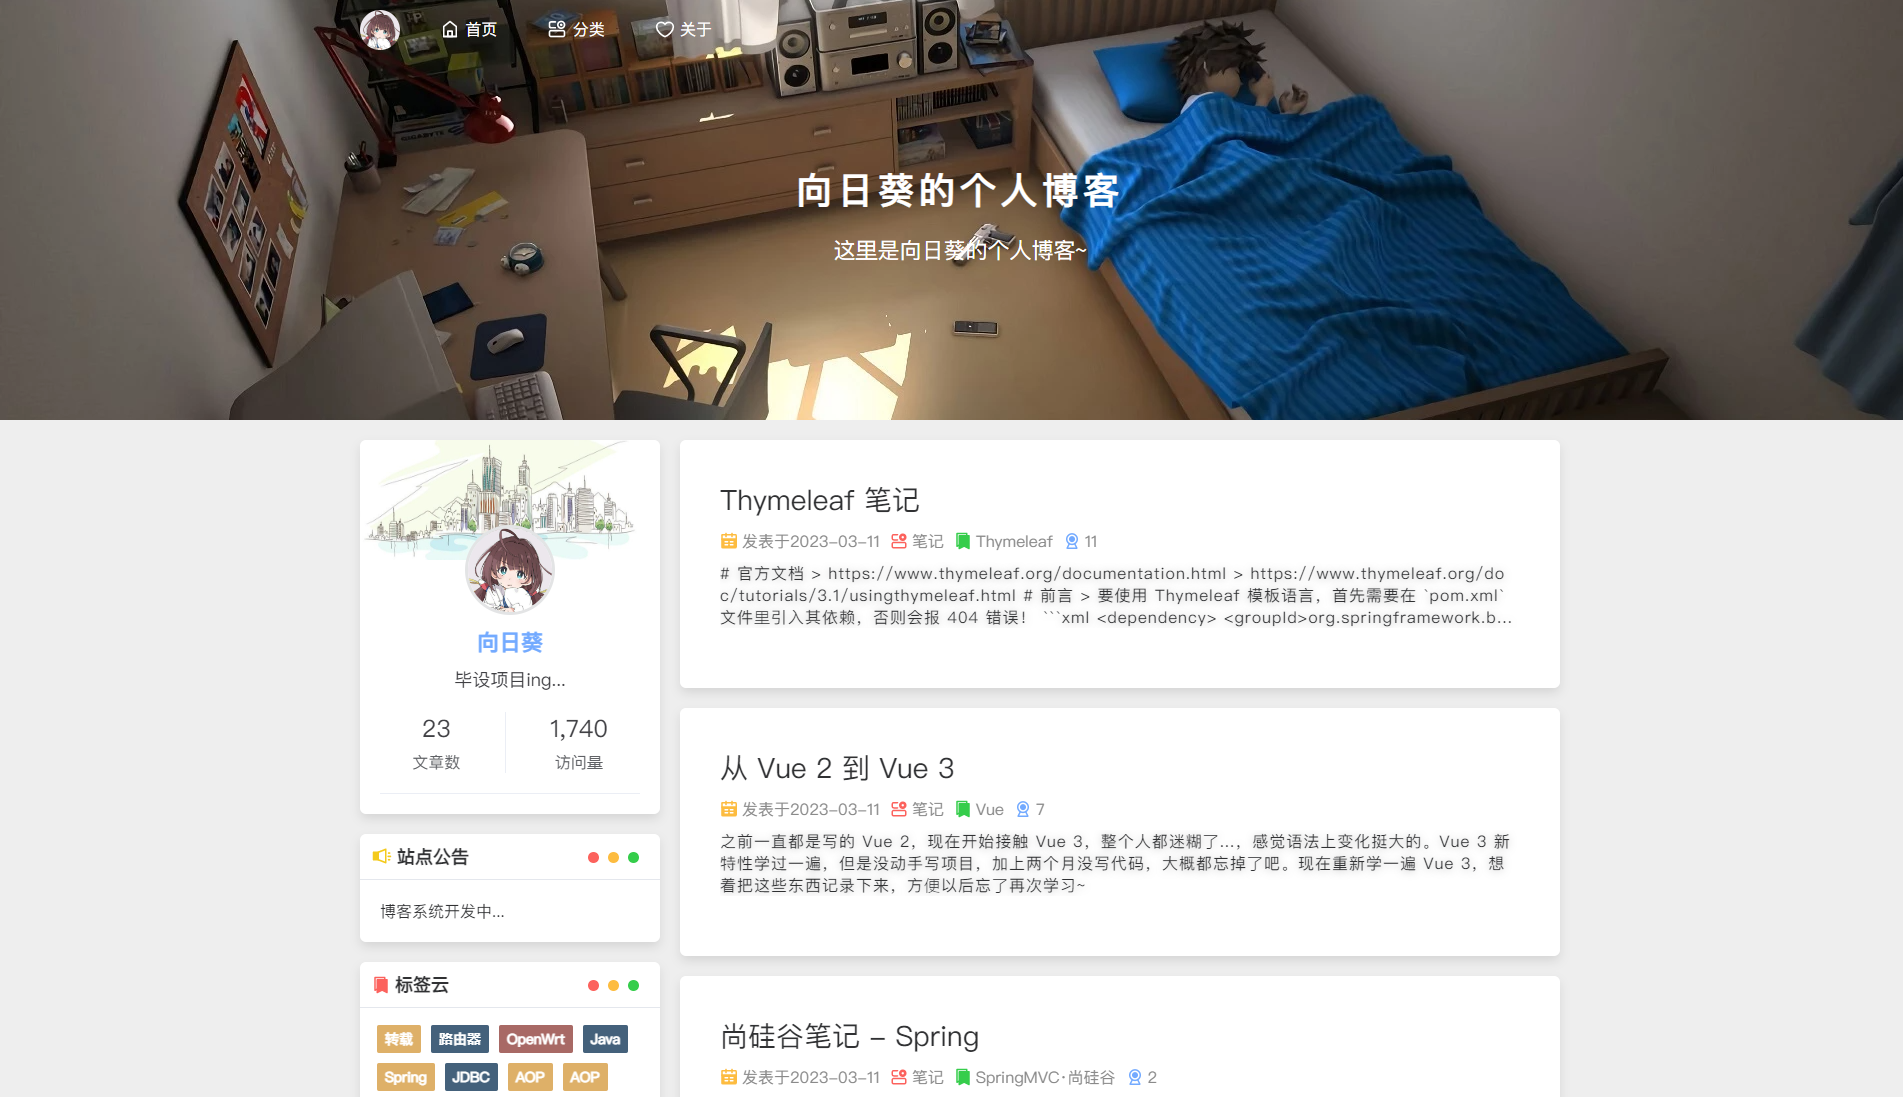 首页 分类 关于
GIGABYTE
向日葵的个人博客
这里是向日葵的个人博客~
向日葵
毕设项目ing...
23 1,740
文章数 访问量
站点公告
博客系统开发中...
标签云
转载 路由器 OpenWrt Java
Spring JDBC AOP AOP
Thymeleaf 笔记
发表于2023-03-11 笔记 Thymeleaf 11
# 官方文档 > https://www.thymeleaf.org/documentation.html > https://www.thymeleaf.org/do
c/tutorials/3.1/usingthymeleaf.html # 前言 > 要使用 Thymeleaf 模板语言，首先需要在 `pom.xml`
文件里引入其依赖，否则会报 404 错误！ ```xml <dependency> <groupId>org.springframework.b...
从 Vue 2 到 Vue 3
发表于2023-03-11 笔记 Vue 7
之前一直都是写的 Vue 2，现在开始接触 Vue 3，整个人都迷糊了...，感觉语法上变化挺大的。Vue 3 新
特性学过一遍，但是没动手写项目，加上两个月没写代码，大概都忘掉了吧。现在重新学一遍 Vue 3，想
着把这些东西记录下来，方便以后忘了再次学习~
尚硅谷笔记 - Spring
发表于2023-03-11 笔记 SpringMVC·尚硅谷 2